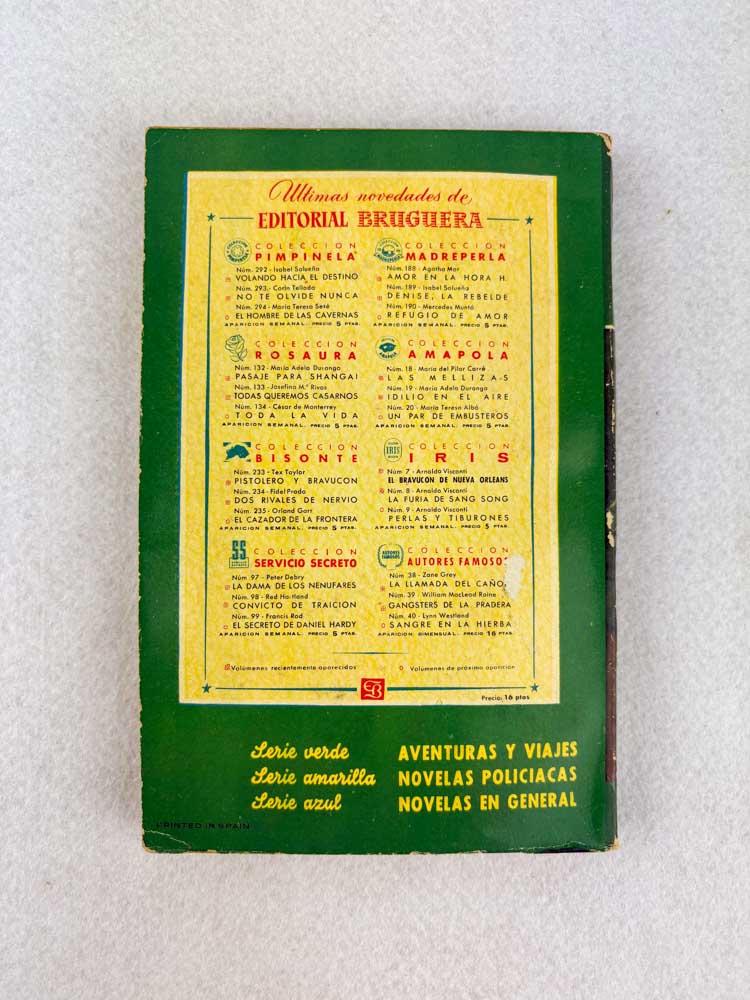 Ultimas novedades de
EDITORIAL BRUGUERA
COLECCION
PIMPINELA
Núm. 292 - Isabel Salueña
VOLANDO HACIA EL DESTINO
Núm. 293.- Corín Tellado
NO TE OLVIDE NUNCA
Núm. 294 - María Teresa Sesé
EL HOMBRE DE LAS CAVERNAS
APARICION SEMANAL. PRECIO 5 PTAS.
COLECCION
ROSAURA
Núm. 132 - María Adela Durango
PASAJE PARA SHANGAI
Núm. 133 - Josefina Mª Rivas
TODAS QUEREMOS CASARNOS
Núm. 134 - César de Monterrey
TODA LA VIDA
APARICION SEMANAL. PRECIO 5 PTAS.
COLECCION
BISONTE
Núm. 233 - Tex Taylor
PISTOLERO Y BRAVUCON
Núm. 234 - Fidel Prado
DOS RIVALES DE NERVIO
Núm. 235 - Orland Garr
EL CAZADOR DE LA FRONTERA
APARICION SEMANAL. PRECIO 5 PTAS.
SS
COLECCION
SERVICIO SECRETO
Núm. 97 - Peter Debry
LA DAMA DE LOS NENUFARES
Núm. 98 - Red Hartland
CONVICTO DE TRAICION
Núm. 99 - Francis Rod
EL SECRETO DE DANIEL HARDY
APARICION SEMANAL. PRECIO 5 PTAS.
COLECCION
MADREPERLA
Núm. 188 - Agatha Mor
AMOR EN LA HORA H.
Núm. 189 - Isabel Salueña
DENISE, LA REBELDE
Núm. 190 - Mercedes Muntó
REFUGIO DE AMOR
APARICION SEMANAL. PRECIO 5 PTAS.
COLECCION
AMAPOLA
Núm. 18 - María del Pilar Carré
LAS MELLIZAS
Núm. 19 - María Adela Durango
IDILIO EN EL AIRE
Núm. 20 - María Teresa Albó
UN PAR DE EMBUSTEROS
APARICION SEMANAL. PRECIO 5 PTAS.
IRIS
COLECCION
IRIS
Núm 7 - Arnaldo Visconti
EL BRAVUCON DE NUEVA ORLEANS
Núm. 8 - Arnaldo Visconti
LA FURIA DE SANG SONG
Núm. 9 - Arnaldo Visconti
PERLAS Y TIBURONES
APARICION SEMANAL. PRECIO 5 PTAS.
AUTORES FAMOSOS
COLECCION
AUTORES FAMOSOS
Núm 38 - Zane Grey
LA LLAMADA DEL CAÑO
Núm. 39 - William MacLeod Raine
GANGSTERS DE LA PRADERA
Núm. 40 - Lynn Westland
SANGRE EN LA HIERBA
APARICION BIMENSUAL. PRECIO 16 PTAS.
Volúmenes recientemente aparecidos
Volúmenes de próxima aparición
B
Precio: 16 ptas
Serie verde AVENTURAS Y VIAJES
Serie amarilla NOVELAS POLICIACAS
Serie azul NOVELAS EN GENERAL
PRINTED IN SPAIN